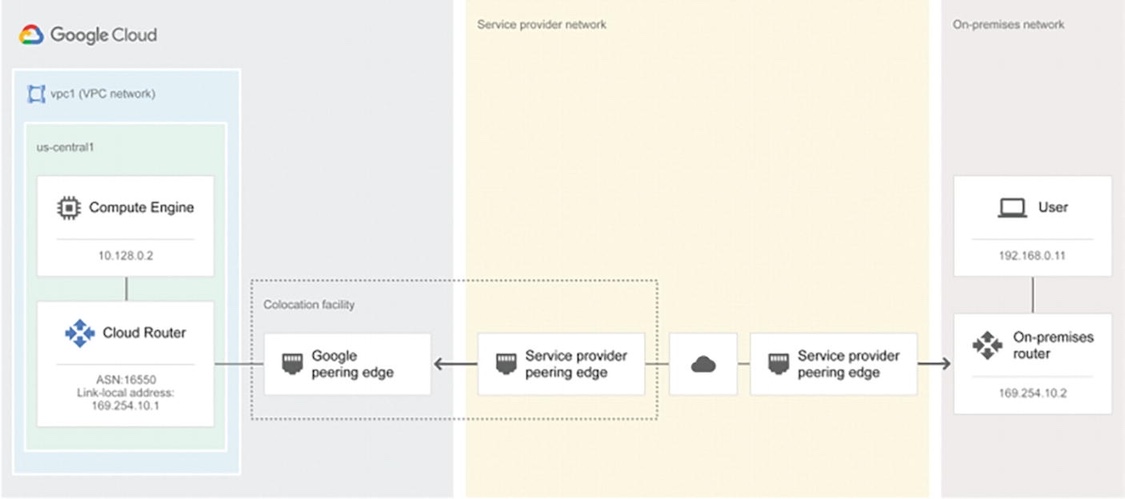 Google Cloud
Service provider network
On-premises network
vpc1 (VPC network)
us-central1
Compute Engine
10.128.0.2
Cloud Router
ASN:16550
Link-local address:
169.254.10.1
Colocation facility
Google
peering edge
Service provider
peering edge
Service provider
peering edge
User
192.168.0.11
On-premises
router
169.254.10.2